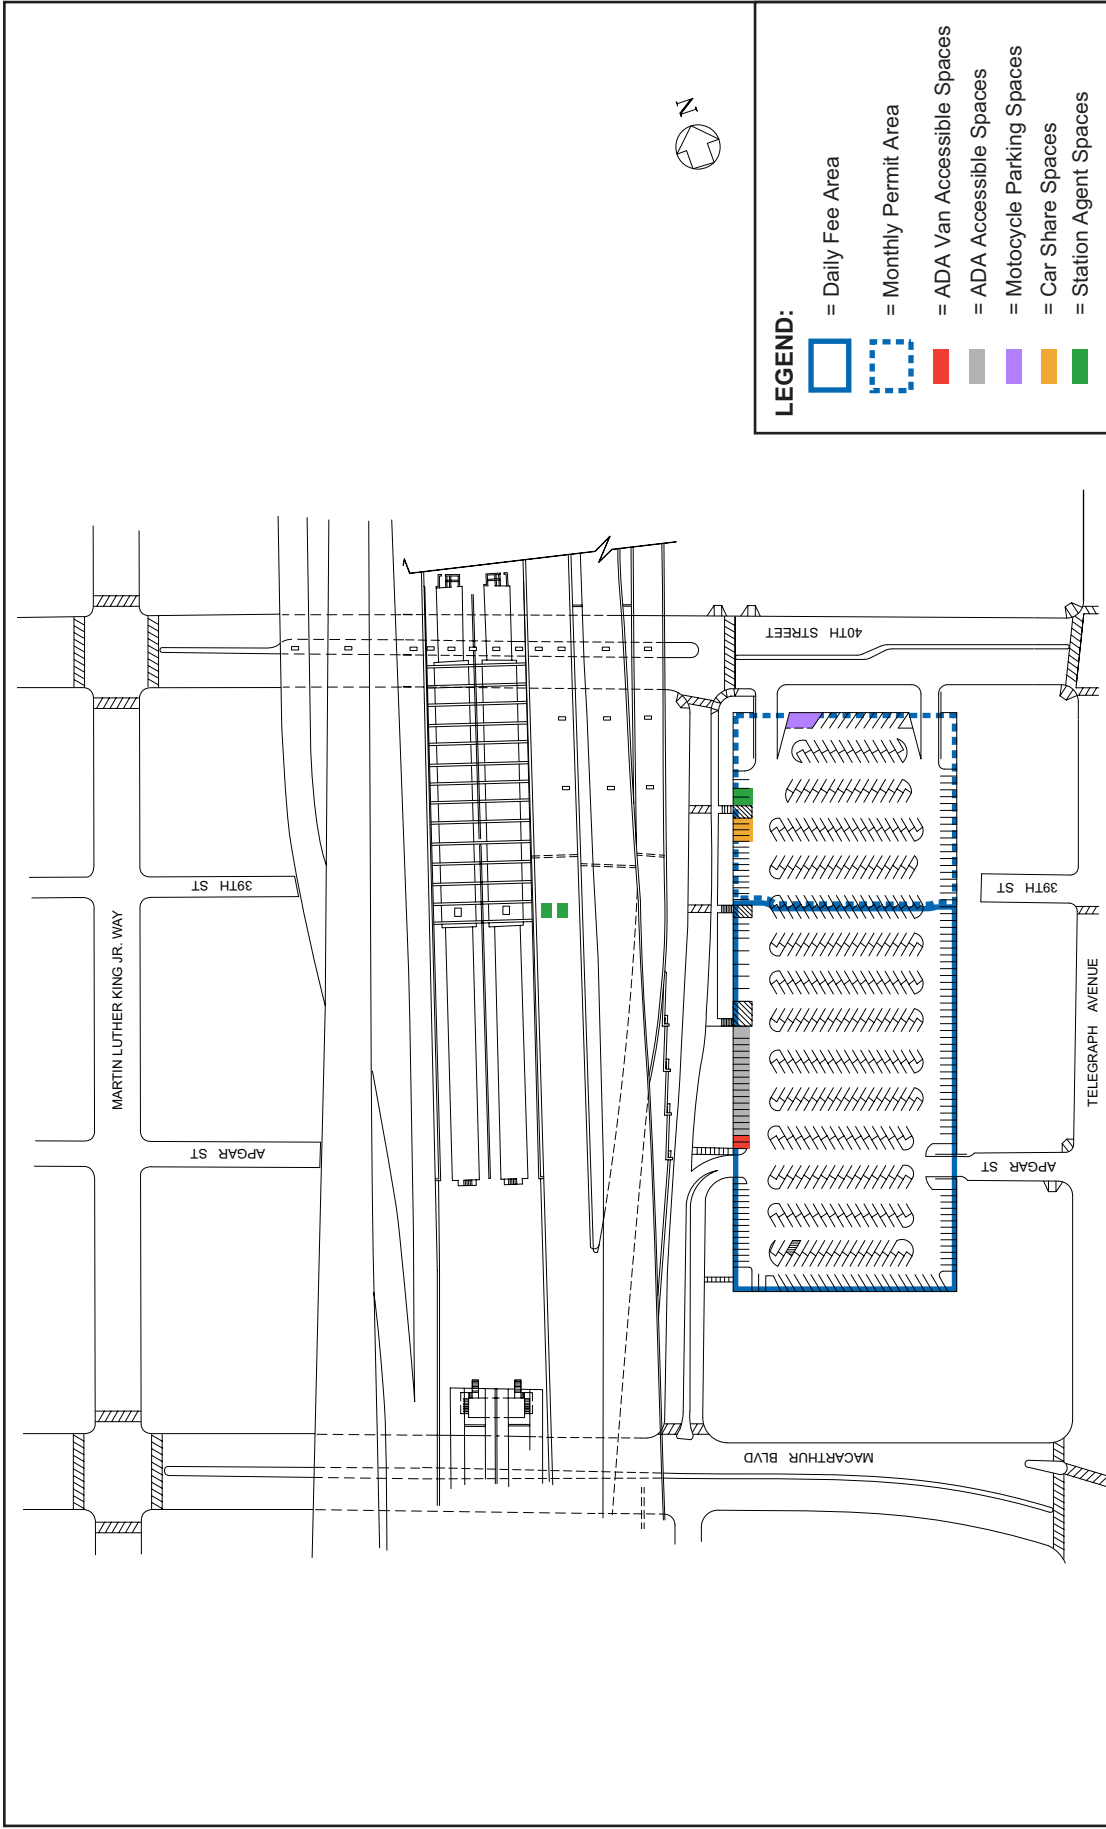 N
MARTIN LUTHER KING JR. WAY
39TH ST
APGAR ST
40TH STREET
39TH ST
APGAR ST
MACARTHUR BLVD
TELEGRAPH AVENUE
LEGEND:
= Daily Fee Area
= Monthly Permit Area
= ADA Van Accessible Spaces
= ADA Accessible Spaces
= Motocycle Parking Spaces
= Car Share Spaces
= Station Agent Spaces